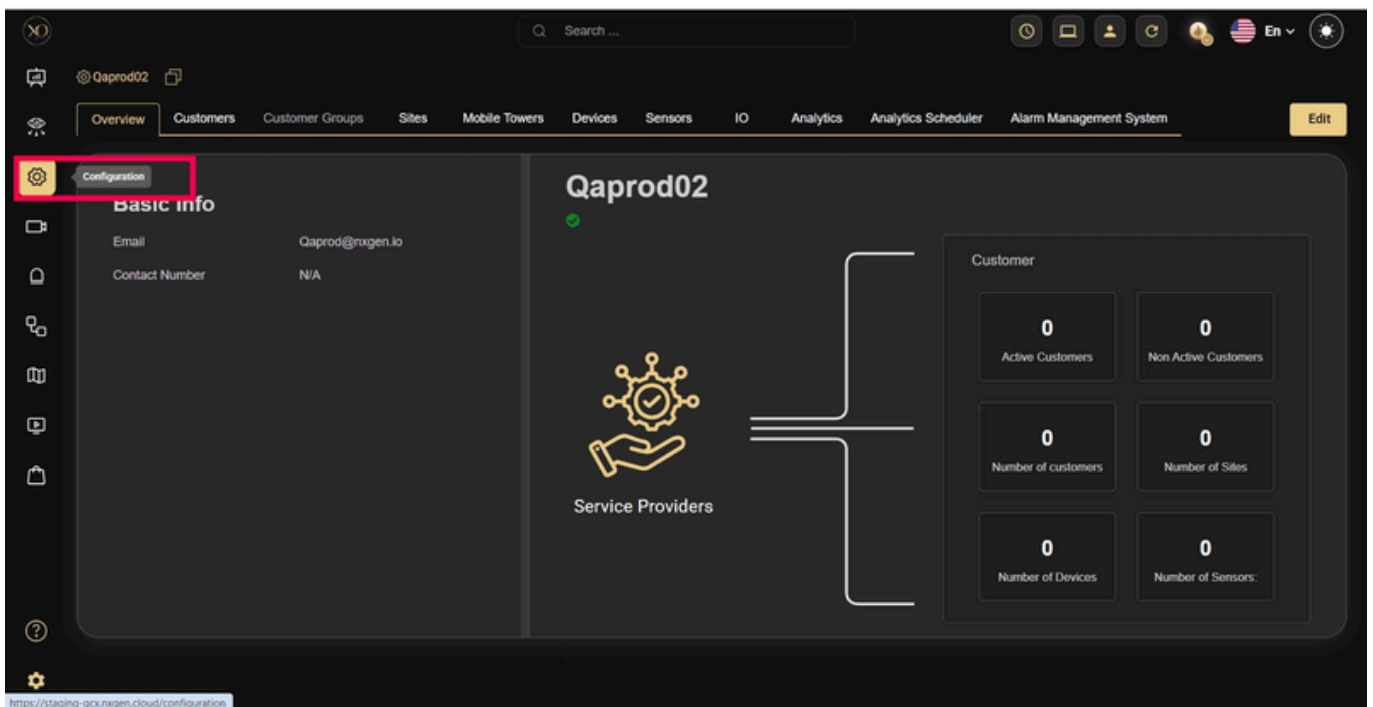 XO
Search ...
En
Qaprod02
Overview Customers Customer Groups Sites Mobile Towers Devices Sensors IO Analytics Analytics Scheduler Alarm Management System Edit
Configuration
Basic Info
Email Qaprod@nxgen.io
Contact Number N/A
Qaprod02
Service Providers
Customer
0 0
Active Customers Non Active Customers
0 0
Number of customers Number of Sites
0 0
Number of Devices Number of Sensors:
https://staging-gcx.nxgen.cloud/configuration